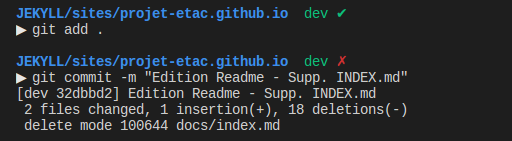 JEKYLL/sites/projet-etac.github.io dev ✔
▶ git add .
JEKYLL/sites/projet-etac.github.io dev ✗
▶ git commit -m "Edition Readme - Supp. INDEX.md"
[dev 32dbbd2] Edition Readme - Supp. INDEX.md
2 files changed, 1 insertion(+), 18 deletions(-)
delete mode 100644 docs/index.md